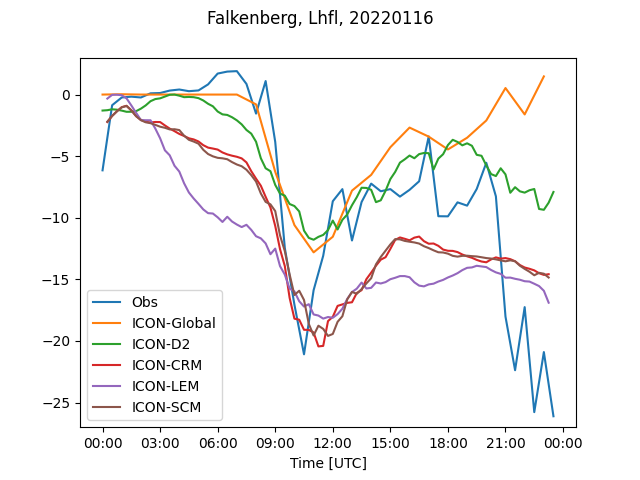 Falkenberg, Lhfl, 20220116
0
−5
−10
−15
−20
−25
Obs
ICON-Global
ICON-D2
ICON-CRM
ICON-LEM
ICON-SCM
00:00 03:00 06:00 09:00 12:00 15:00 18:00 21:00 00:00
Time [UTC]